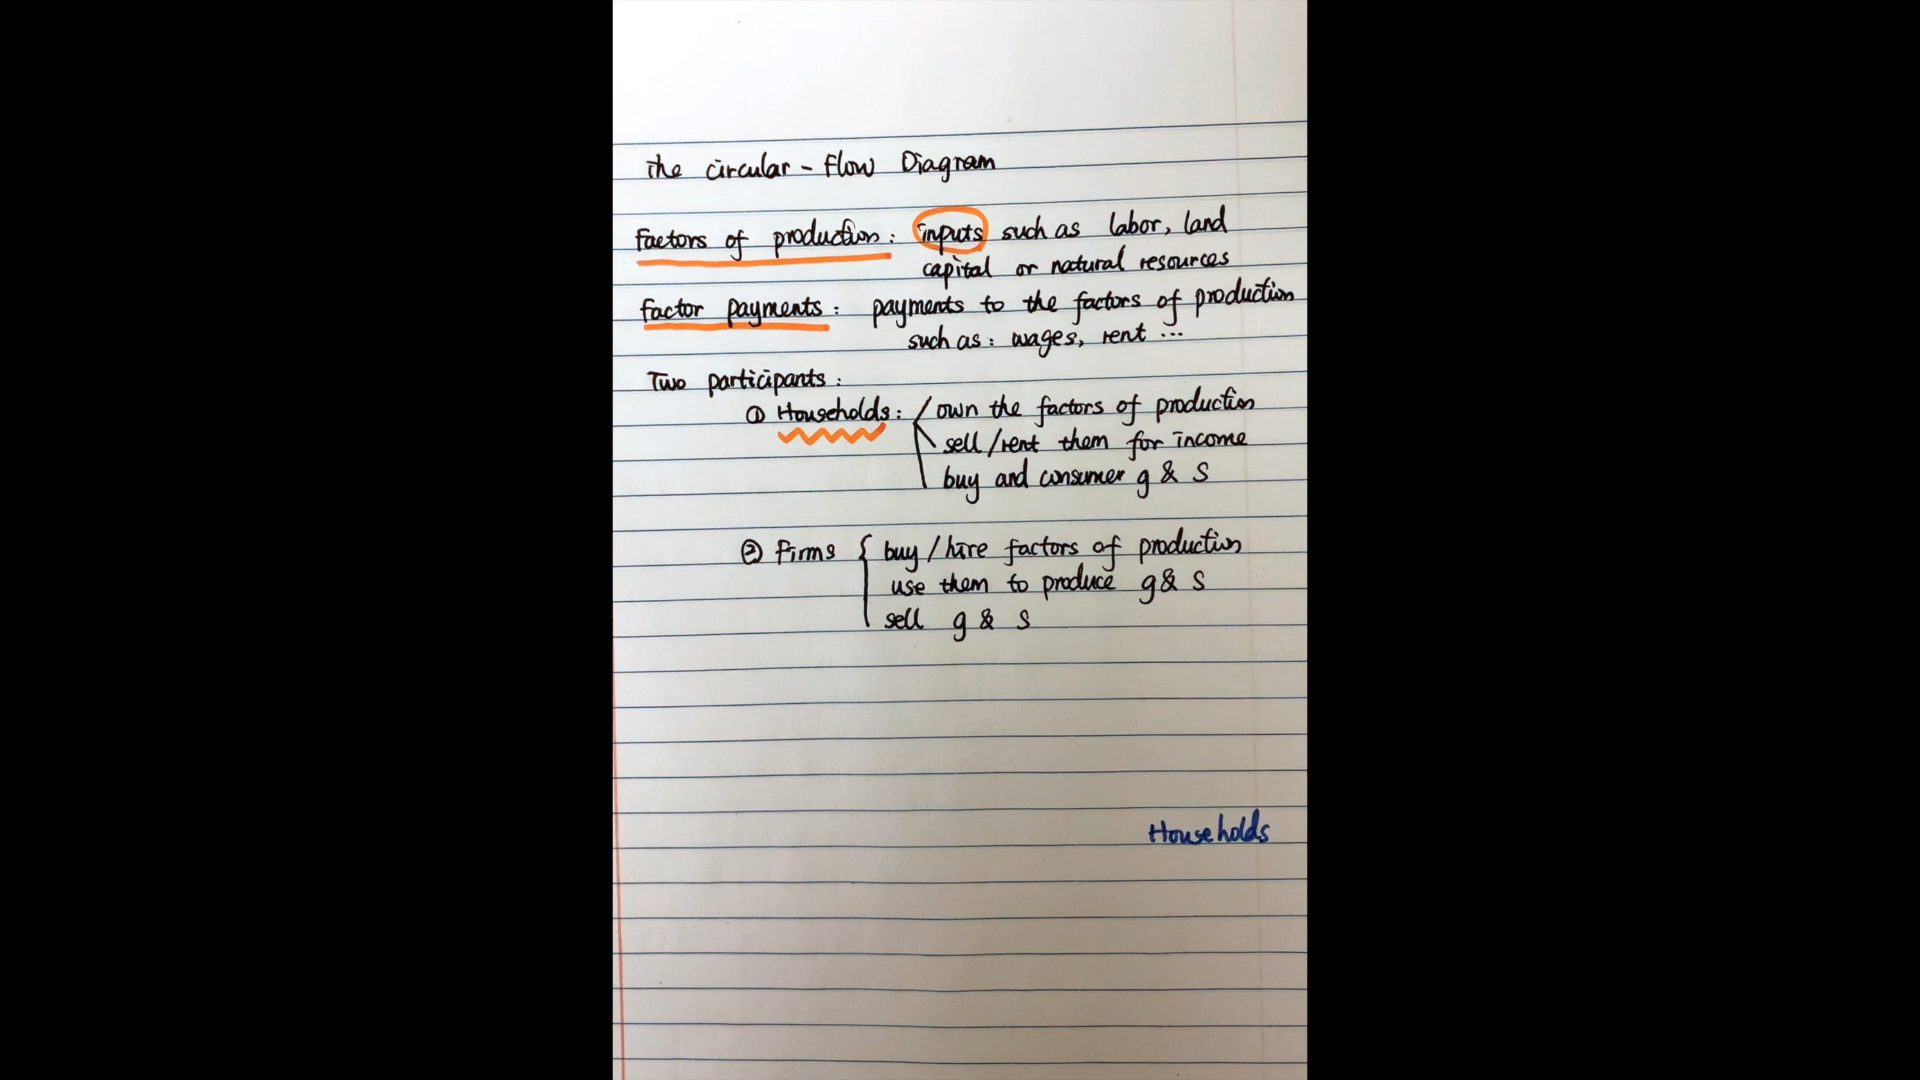 The circular - Flow Diagram
Factors of production: inputs such as labor, land
capital or natural resources
factor payments: payments to the factors of production
such as: wages, rent ...
Two participants:
① Households: own the factors of production
sell/rent them for income
buy and consumer g & s
② Firms { buy/hire factors of production
use them to produce g & s
sell g & s
Households